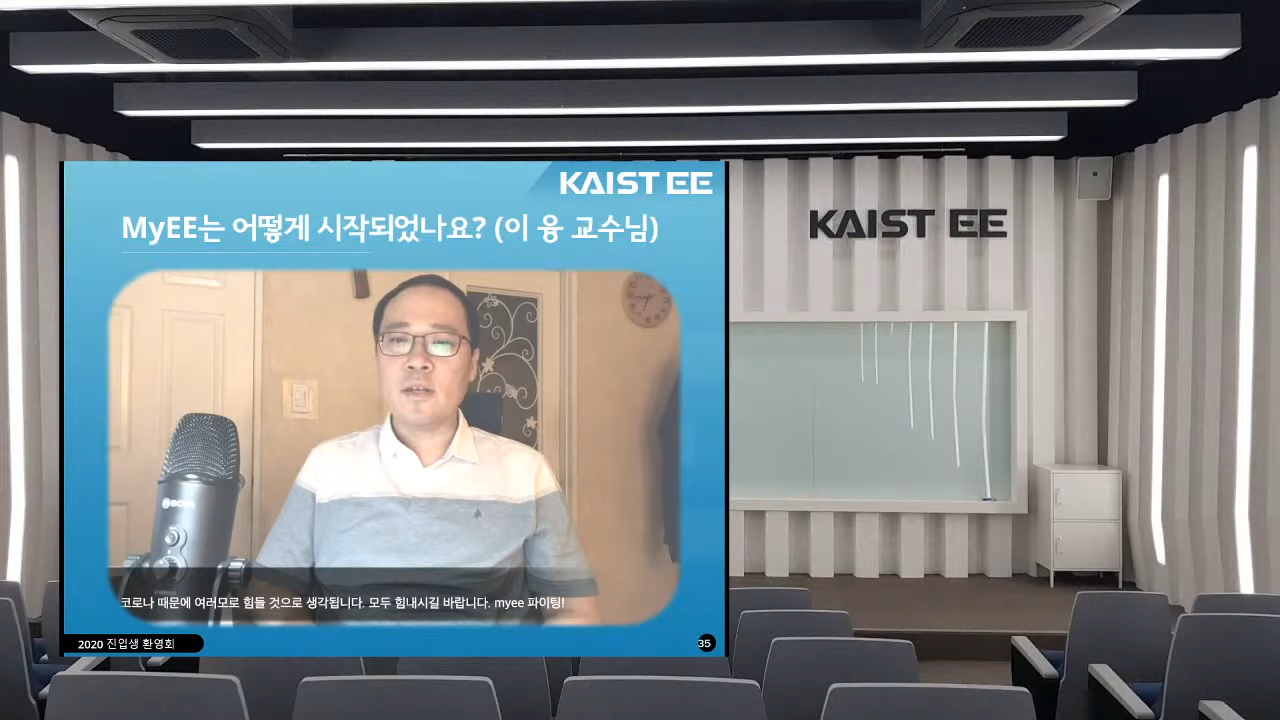 KAIST EE
MyEE는 어떻게 시작되었나요? (이 융 교수님)
KAIST EE
BOYA
코로나 때문에 여러모로 힘들 것으로 생각됩니다. 모두 힘내시길 바랍니다. myee 파이팅!
2020 진입생 환영회
35